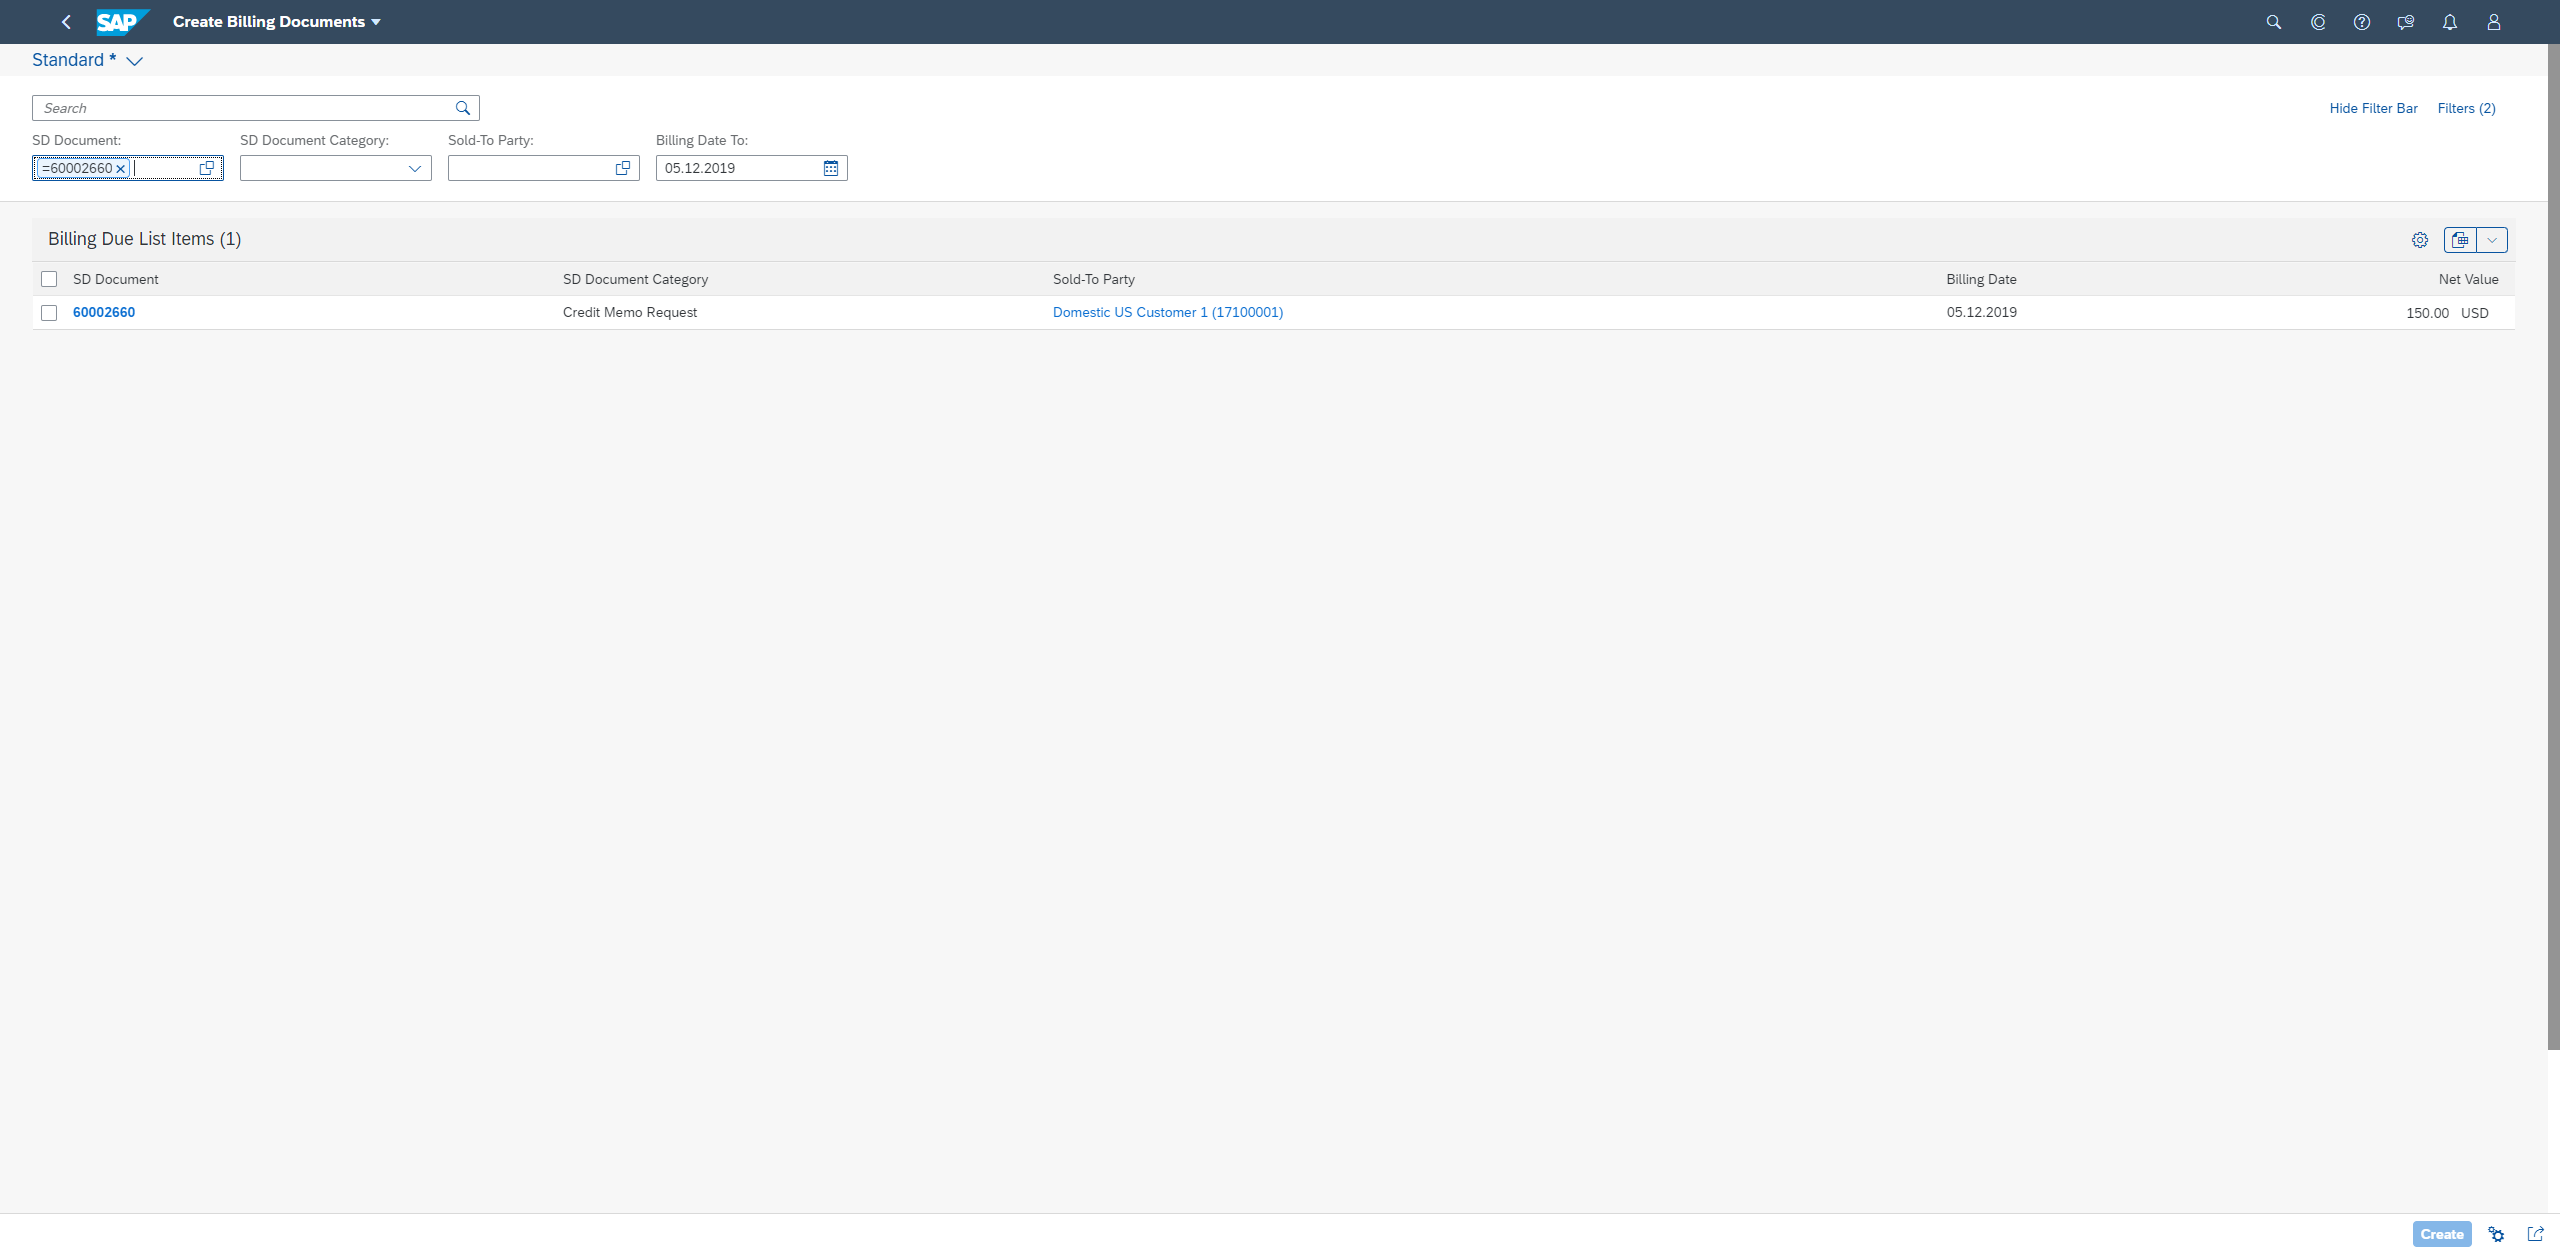 SAP Create Billing Documents
Standard *
Search
Hide Filter Bar Filters (2)
SD Document: SD Document Category: Sold-To Party: Billing Date To:
=60002660 05.12.2019
Billing Due List Items (1)
SD Document SD Document Category Sold-To Party Billing Date Net Value
60002660 Credit Memo Request Domestic US Customer 1 (17100001) 05.12.2019 150.00 USD
Create